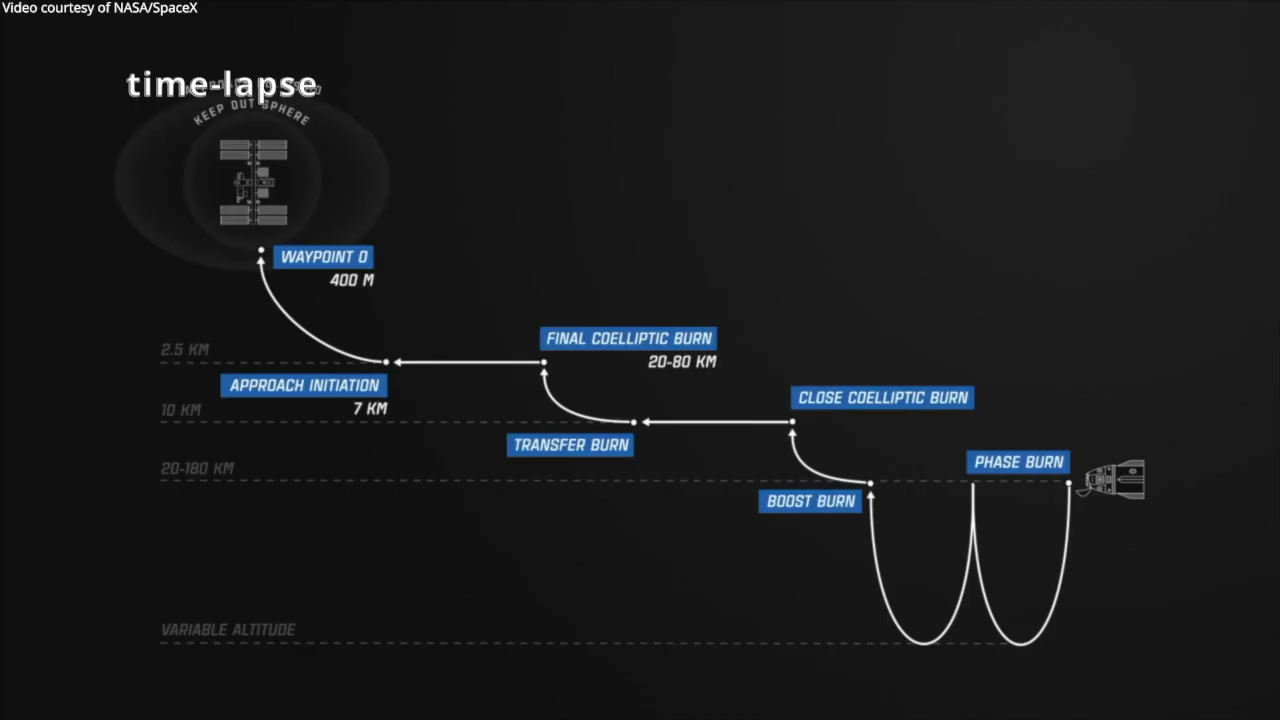 Video courtesy of NASA/SpaceX
time-lapse
KEEP OUT SPHERE
WAYPOINT 0
400 M
FINAL COELLIPTIC BURN
2.5 KM
20-80 KM
APPROACH INITIATION
7 KM
CLOSE COELLIPTIC BURN
10 KM
TRANSFER BURN
PHASE BURN
20-180 KM
BOOST BURN
VARIABLE ALTITUDE